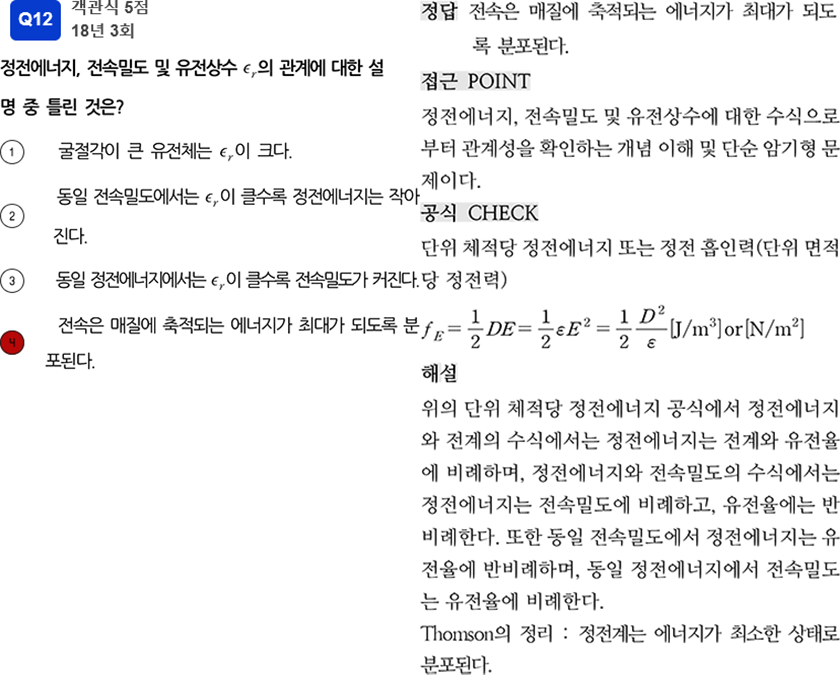 Q12
객관식 5점
18년 3회
정전에너지, 전속밀도 및 유전상수 ϵᵣ의 관계에 대한 설
명 중 틀린 것은?
1 굴절각이 큰 유전체는 ϵᵣ이 크다.
2 동일 전속밀도에서는 ϵᵣ이 클수록 정전에너지는 작아
진다.
3 동일 정전에너지에서는 ϵᵣ이 클수록 전속밀도가 커진다.
4 전속은 매질에 축적되는 에너지가 최대가 되도록 분
포된다.
정답 전속은 매질에 축적되는 에너지가 최대가 되도
록 분포된다.
접근 POINT
정전에너지, 전속밀도 및 유전상수에 대한 수식으로
부터 관계성을 확인하는 개념 이해 및 단순 암기형 문
제이다.
공식 CHECK
단위 체적당 정전에너지 또는 정전 흡인력(단위 면적
당 정전력)
f_E = 1/2 DE = 1/2 εE² = 1/2 D²/ε [J/m³] or [N/m²]
해설
위의 단위 체적당 정전에너지 공식에서 정전에너지
와 전계의 수식에서는 정전에너지는 전계와 유전율
에 비례하며, 정전에너지와 전속밀도의 수식에서는
정전에너지는 전속밀도에 비례하고, 유전율에는 반
비례한다. 또한 동일 전속밀도에서 정전에너지는 유
전율에 반비례하며, 동일 정전에너지에서 전속밀도
는 유전율에 비례한다.
Thomson의 정리 : 정전계는 에너지가 최소한 상태로
분포된다.